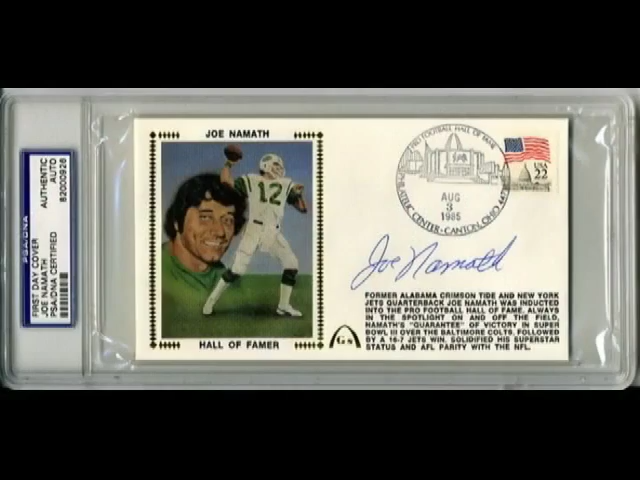 PSA/DNA
FIRST DAY COVER
JOE NAMATH
PSA/DNA CERTIFIED
AUTHENTIC
AUTO
82000926
JOE NAMATH
12
HALL OF FAMER
PRO FOOTBALL HALL OF FAME
AUG
3
1985
PHILATELIC CENTER - CANTON, OHIO
USA
22
Joe Namath
G
FORMER ALABAMA CRIMSON TIDE AND NEW YORK
JETS QUARTERBACK JOE NAMATH WAS INDUCTED
INTO THE PRO FOOTBALL HALL OF FAME. ALWAYS
IN THE SPOTLIGHT ON AND OFF THE FIELD,
NAMATH'S "GUARANTEE" OF VICTORY IN SUPER
BOWL III OVER THE BALTIMORE COLTS, FOLLOWED
BY A 16-7 JETS WIN, SOLIDIFIED HIS SUPERSTAR
STATUS AND AFL PARITY WITH THE NFL.